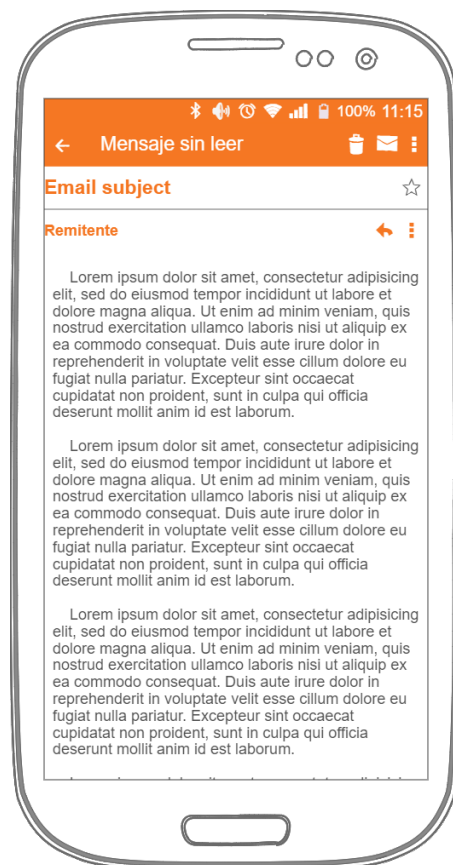 100% 11:15
Mensaje sin leer
Email subject
Remitente
Lorem ipsum dolor sit amet, consectetur adipisicing
elit, sed do eiusmod tempor incididunt ut labore et
dolore magna aliqua. Ut enim ad minim veniam, quis
nostrud exercitation ullamco laboris nisi ut aliquip ex
ea commodo consequat. Duis aute irure dolor in
reprehenderit in voluptate velit esse cillum dolore eu
fugiat nulla pariatur. Excepteur sint occaecat
cupidatat non proident, sunt in culpa qui officia
deserunt mollit anim id est laborum.
Lorem ipsum dolor sit amet, consectetur adipisicing
elit, sed do eiusmod tempor incididunt ut labore et
dolore magna aliqua. Ut enim ad minim veniam, quis
nostrud exercitation ullamco laboris nisi ut aliquip ex
ea commodo consequat. Duis aute irure dolor in
reprehenderit in voluptate velit esse cillum dolore eu
fugiat nulla pariatur. Excepteur sint occaecat
cupidatat non proident, sunt in culpa qui officia
deserunt mollit anim id est laborum.
Lorem ipsum dolor sit amet, consectetur adipisicing
elit, sed do eiusmod tempor incididunt ut labore et
dolore magna aliqua. Ut enim ad minim veniam, quis
nostrud exercitation ullamco laboris nisi ut aliquip ex
ea commodo consequat. Duis aute irure dolor in
reprehenderit in voluptate velit esse cillum dolore eu
fugiat nulla pariatur. Excepteur sint occaecat
cupidatat non proident, sunt in culpa qui officia
deserunt mollit anim id est laborum.